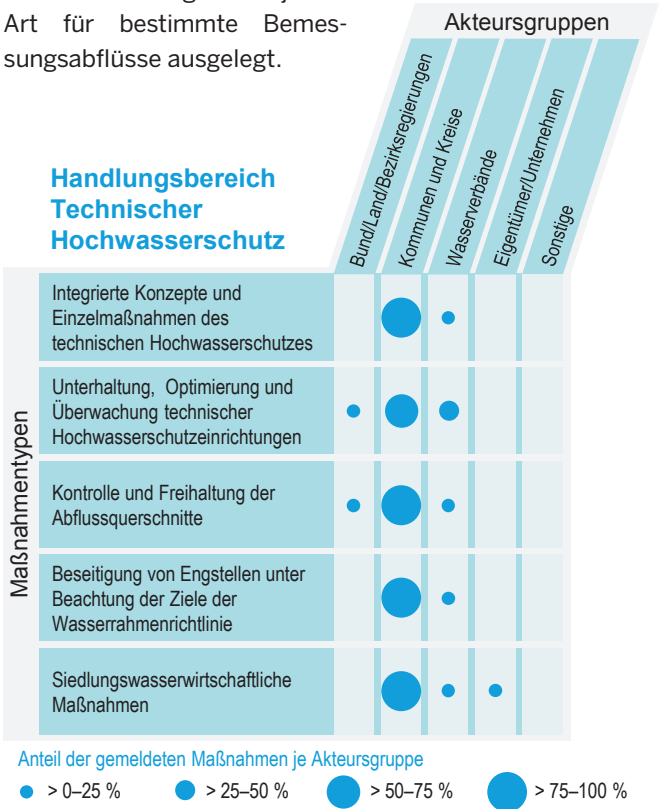 Art für bestimmte Bemes-
sungsabflüsse ausgelegt.
Akteursgruppen
Handlungsbereich
Technischer
Hochwasserschutz
Bund/Land/Bezirksregierungen
Kommunen und Kreise
Wasserverbände
Eigentümer/Unternehmen
Sonstige
Maßnahmentypen
Integrierte Konzepte und
Einzelmaßnahmen des
technischen Hochwasserschutzes
Unterhaltung, Optimierung und
Überwachung technischer
Hochwasserschutzeinrichtungen
Kontrolle und Freihaltung der
Abflussquerschnitte
Beseitigung von Engstellen unter
Beachtung der Ziele der
Wasserrahmenrichtlinie
Siedlungswasserwirtschaftliche
Maßnahmen
Anteil der gemeldeten Maßnahmen je Akteursgruppe
> 0–25 % > 25–50 % > 50–75 % > 75–100 %